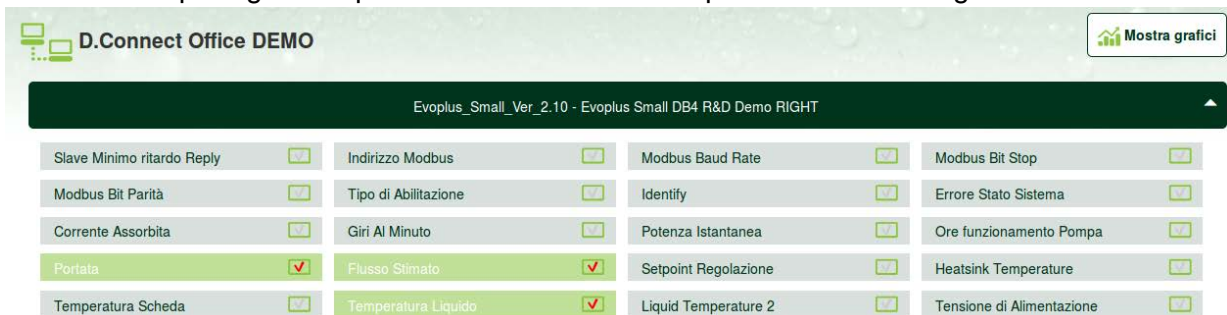 D.Connect Office DEMO
Mostra grafici
Evoplus_Small_Ver_2.10 - Evoplus Small DB4 R&D Demo RIGHT
Slave Minimo ritardo Reply
Indirizzo Modbus
Modbus Baud Rate
Modbus Bit Stop
Modbus Bit Parità
Tipo di Abilitazione
Identify
Errore Stato Sistema
Corrente Assorbita
Giri Al Minuto
Potenza Istantanea
Ore funzionamento Pompa
Portata
Flusso Stimato
Setpoint Regolazione
Heatsink Temperature
Temperatura Scheda
Temperatura Liquido
Liquid Temperature 2
Tensione di Alimentazione